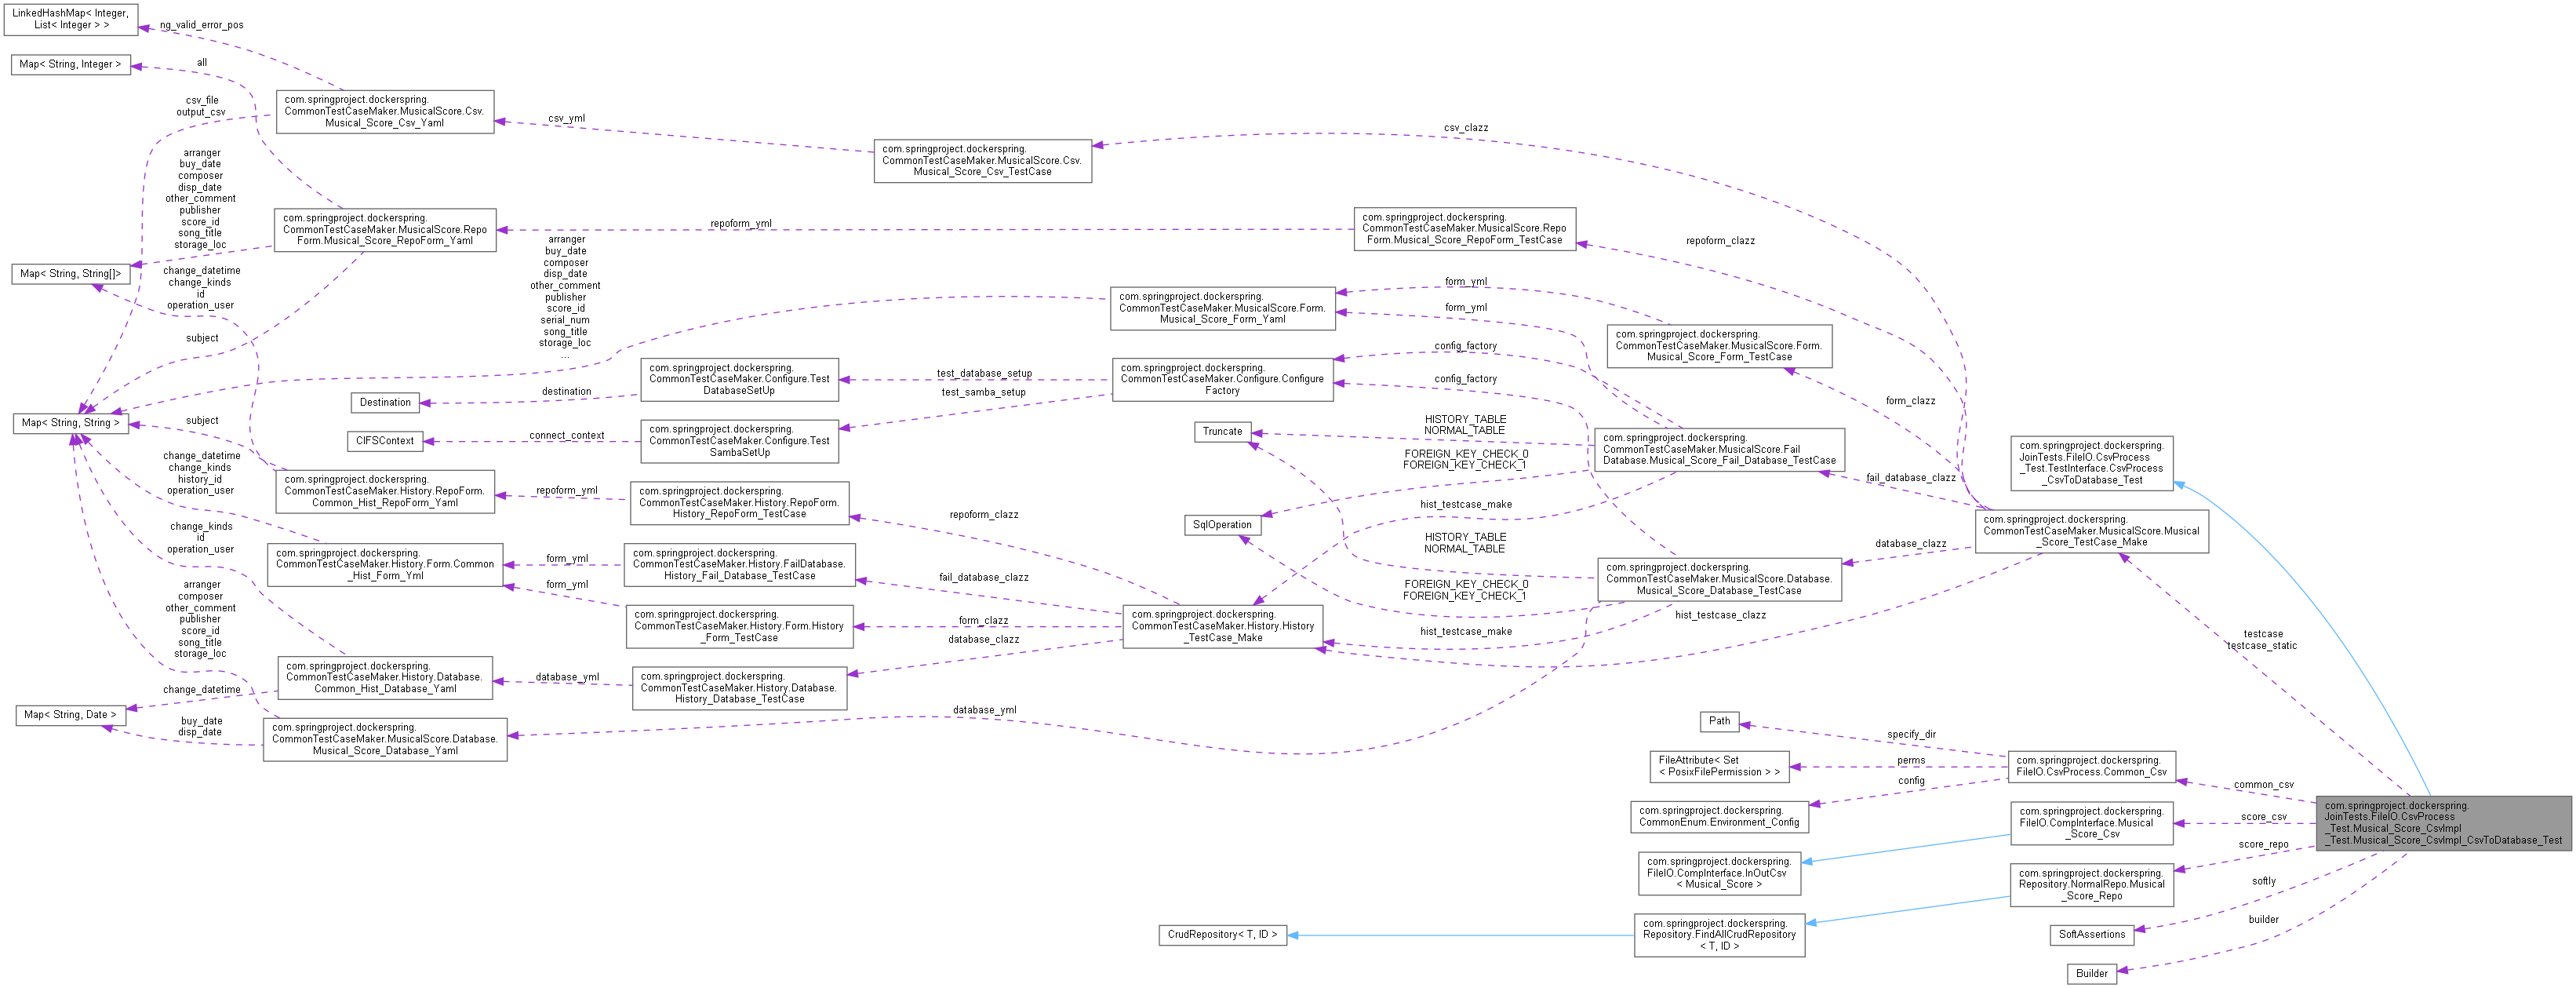 LinkedHashMap< Integer,
List< Integer > >
ng_valid_error_pos
Map< String, Integer >
all
csv_file
output_csv
com.springproject.dockerspring.
CommonTestCaseMaker.MusicalScore.Csv.
Musical_Score_Csv_Yaml
csv_yml
com.springproject.dockerspring.
CommonTestCaseMaker.MusicalScore.Csv.
Musical_Score_Csv_TestCase
csv_clazz
arranger
buy_date
composer
disp_date
other_comment
publisher
score_id
song_title
storage_loc
com.springproject.dockerspring.
CommonTestCaseMaker.MusicalScore.Repo
Form.Musical_Score_RepoForm_Yaml
repoform_yml
com.springproject.dockerspring.
CommonTestCaseMaker.MusicalScore.Repo
Form.Musical_Score_RepoForm_TestCase
repoform_clazz
Map< String, String[]>
change_datetime
change_kinds
id
operation_user
arranger
buy_date
composer
disp_date
other_comment
publisher
score_id
serial_num
song_title
storage_loc
...
com.springproject.dockerspring.
CommonTestCaseMaker.MusicalScore.Form.
Musical_Score_Form_Yaml
form_yml
form_yml
com.springproject.dockerspring.
CommonTestCaseMaker.MusicalScore.Form.
Musical_Score_Form_TestCase
form_clazz
subject
Destination
destination
com.springproject.dockerspring.
CommonTestCaseMaker.Configure.Test
DatabaseSetUp
test_database_setup
test_samba_setup
com.springproject.dockerspring.
CommonTestCaseMaker.Configure.Configure
Factory
config_factory
config_factory
Map< String, String >
subject
CIFSContext
connect_context
com.springproject.dockerspring.
CommonTestCaseMaker.Configure.Test
SambaSetUp
Truncate
HISTORY_TABLE
NORMAL_TABLE
FOREIGN_KEY_CHECK_0
FOREIGN_KEY_CHECK_1
com.springproject.dockerspring.
CommonTestCaseMaker.MusicalScore.Fail
Database.Musical_Score_Fail_Database_TestCase
fail_database_clazz
com.springproject.dockerspring.
JoinTests.FileIO.CsvProcess
_Test.TestInterface.CsvProcess
_CsvToDatabase_Test
change_datetime
change_kinds
history_id
operation_user
com.springproject.dockerspring.
CommonTestCaseMaker.History.RepoForm.
Common_Hist_RepoForm_Yaml
repoform_yml
com.springproject.dockerspring.
CommonTestCaseMaker.History.RepoForm.
History_RepoForm_TestCase
repoform_clazz
SqlOperation
hist_testcase_make
HISTORY_TABLE
NORMAL_TABLE
FOREIGN_KEY_CHECK_0
FOREIGN_KEY_CHECK_1
com.springproject.dockerspring.
CommonTestCaseMaker.MusicalScore.Musical
_Score_TestCase_Make
database_clazz
com.springproject.dockerspring.
CommonTestCaseMaker.MusicalScore.Database.
Musical_Score_Database_TestCase
change_kinds
id
operation_user
com.springproject.dockerspring.
CommonTestCaseMaker.History.Form.Common
_Hist_Form_Yml
form_yml
form_yml
com.springproject.dockerspring.
CommonTestCaseMaker.History.FailDatabase.
History_Fail_Database_TestCase
fail_database_clazz
com.springproject.dockerspring.
CommonTestCaseMaker.History.Form.History
_Form_TestCase
form_clazz
database_clazz
com.springproject.dockerspring.
CommonTestCaseMaker.History.History
_TestCase_Make
hist_testcase_make
hist_testcase_clazz
testcase
testcase_static
arranger
composer
other_comment
publisher
score_id
song_title
storage_loc
com.springproject.dockerspring.
CommonTestCaseMaker.History.Database.
Common_Hist_Database_Yaml
database_yml
com.springproject.dockerspring.
CommonTestCaseMaker.History.Database.
History_Database_TestCase
change_datetime
Map< String, Date >
buy_date
disp_date
com.springproject.dockerspring.
CommonTestCaseMaker.MusicalScore.Database.
Musical_Score_Database_Yaml
database_yml
Path
specify_dir
FileAttribute< Set
< PosixFilePermission > >
perms
config
com.springproject.dockerspring.
FileIO.CsvProcess.Common_Csv
common_csv
com.springproject.dockerspring.
CommonEnum.Environment_Config
com.springproject.dockerspring.
FileIO.CompInterface.Musical
_Score_Csv
score_csv
com.springproject.dockerspring.
JoinTests.FileIO.CsvProcess
_Test.Musical_Score_CsvImpl
_Test.Musical_Score_CsvImpl_CsvToDatabase_Test
com.springproject.dockerspring.
FileIO.CompInterface.InOutCsv
< Musical_Score >
score_repo
com.springproject.dockerspring.
Repository.NormalRepo.Musical
_Score_Repo
softly
CrudRepository< T, ID >
com.springproject.dockerspring.
Repository.FindAllCrudRepository
< T, ID >
SoftAssertions
builder
Builder